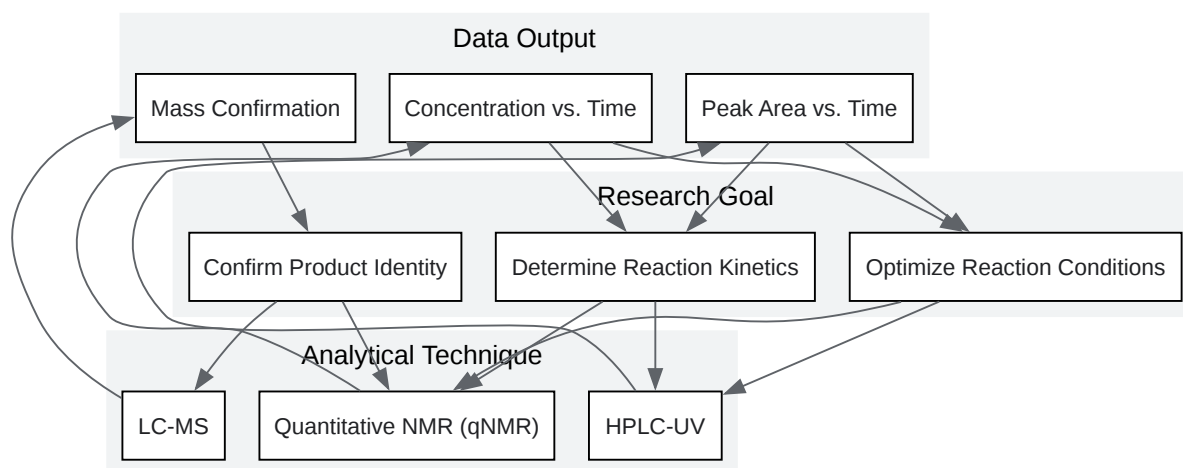 Data Output
Mass Confirmation
Concentration vs. Time
Peak Area vs. Time
Research Goal
Confirm Product Identity
Determine Reaction Kinetics
Optimize Reaction Conditions
Analytical Technique
LC-MS
Quantitative NMR (qNMR)
HPLC-UV